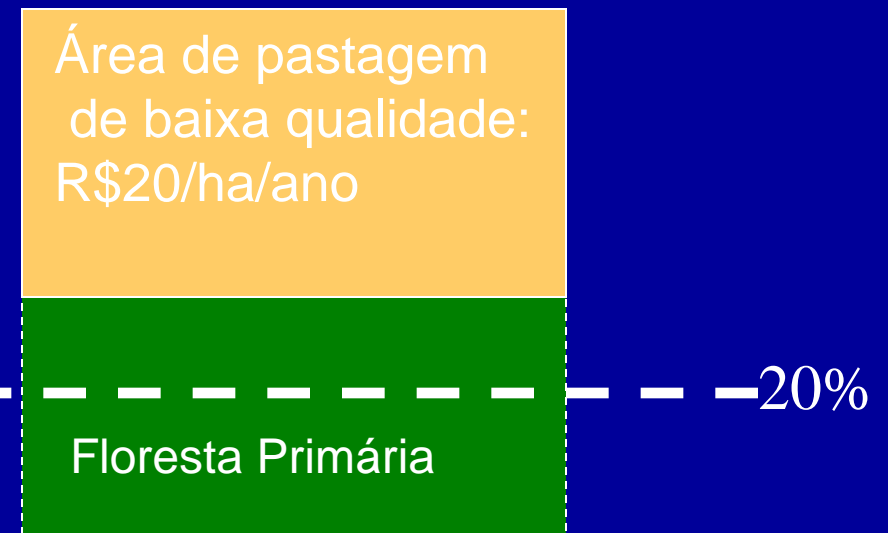 Área de pastagem
de baixa qualidade:
R$20/ha/ano
20%
Floresta Primária